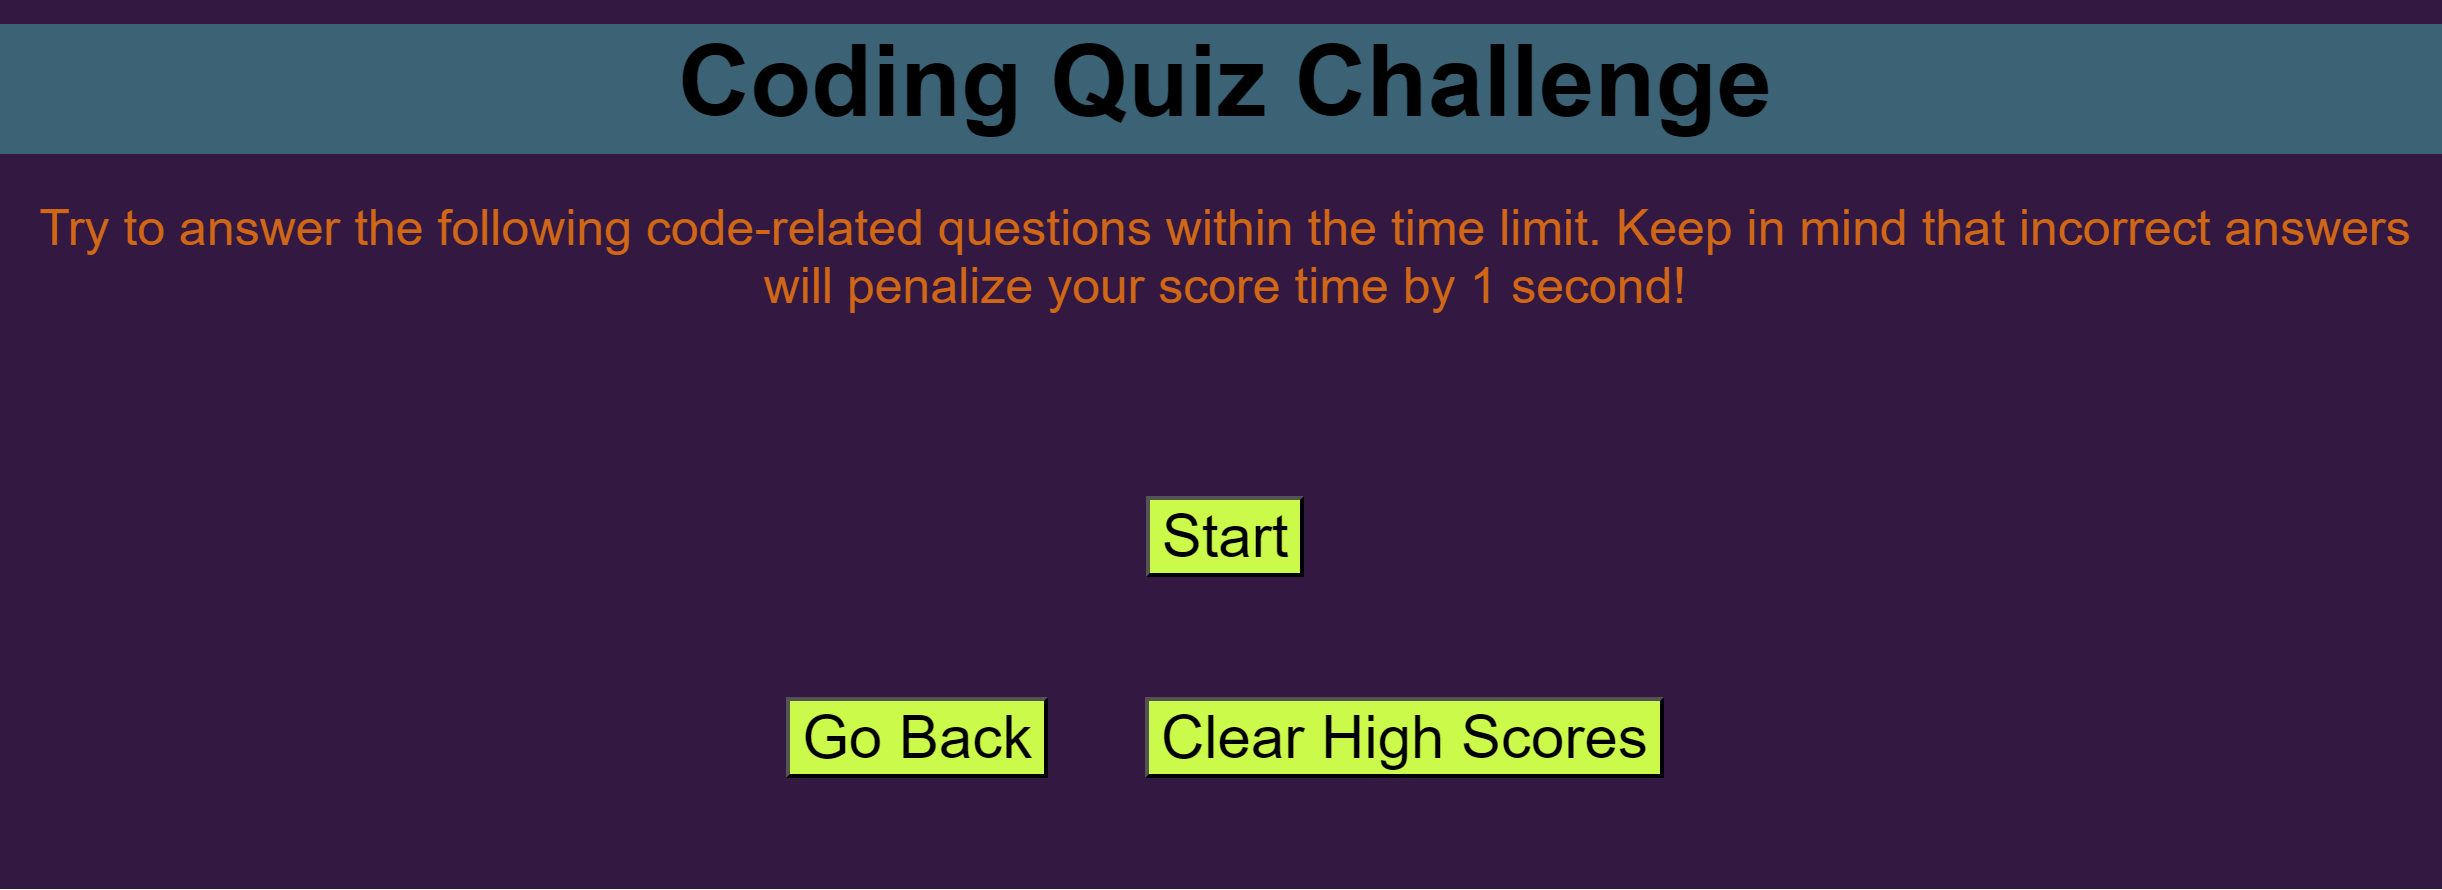 Coding Quiz Challenge
Try to answer the following code-related questions within the time limit. Keep in mind that incorrect answers
will penalize your score time by 1 second!
Start
Go Back
Clear High Scores